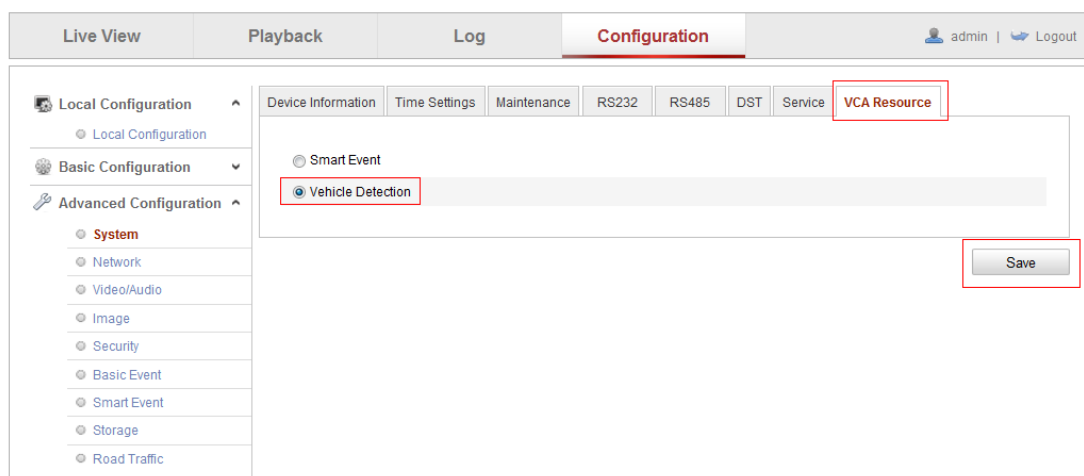 Live View Playback Log Configuration admin | Logout
Local Configuration
Local Configuration
Basic Configuration
Advanced Configuration
System
Network
Video/Audio
Image
Security
Basic Event
Smart Event
Storage
Road Traffic
Device Information Time Settings Maintenance RS232 RS485 DST Service VCA Resource
Smart Event
Vehicle Detection
Save